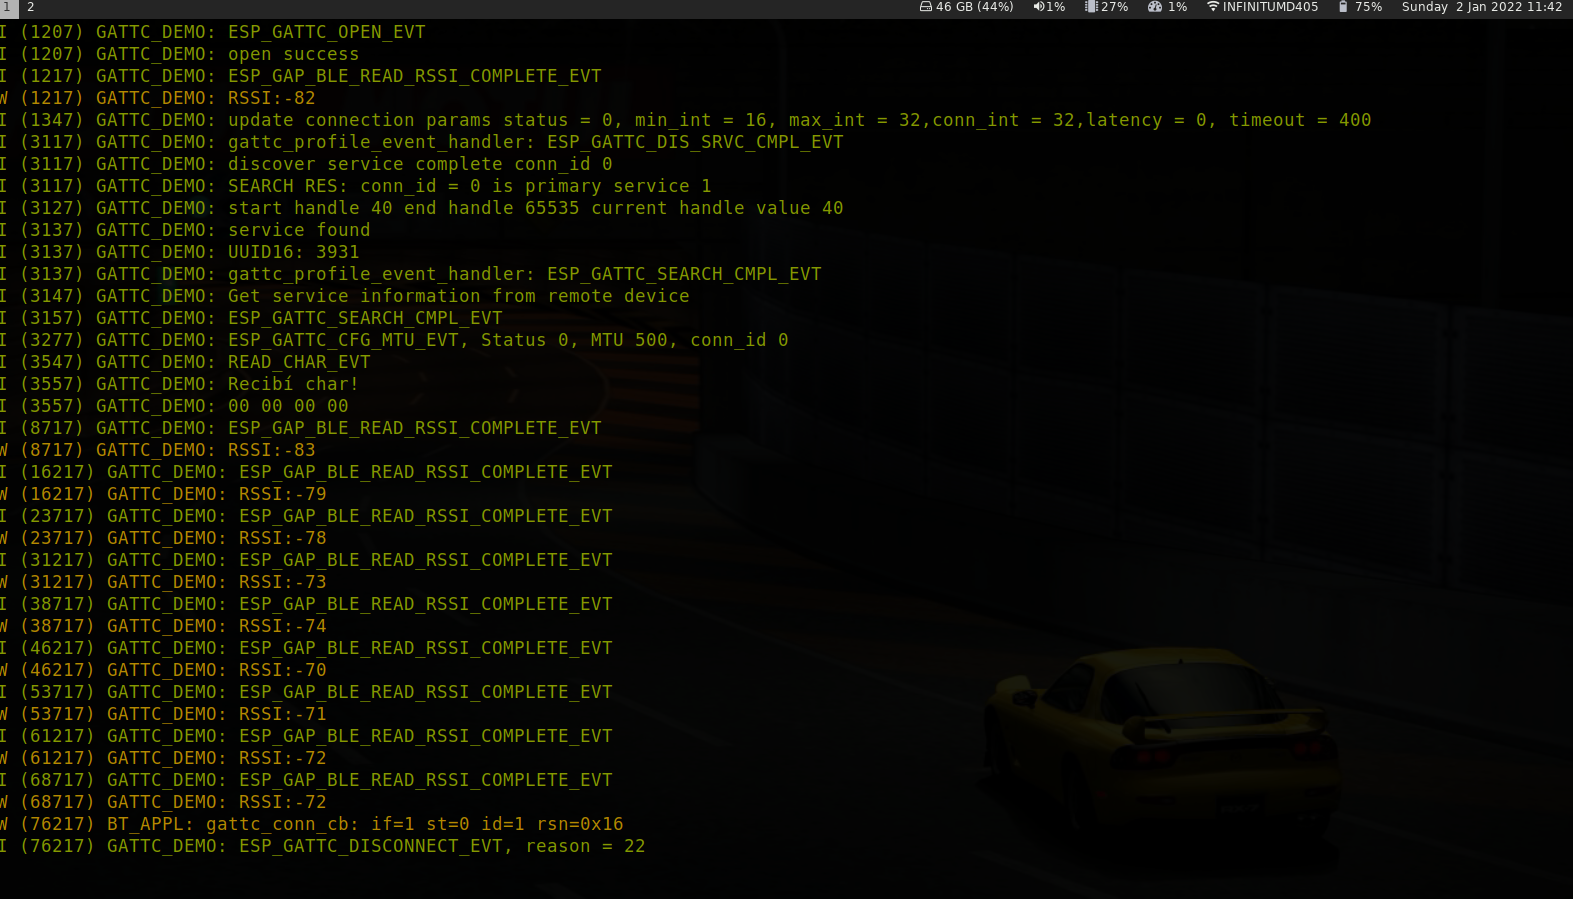 1 2 46 GB (44%) 1% 27% 1% INFINITUMD405 75% Sunday 2 Jan 2022 11:42
I (1207) GATTC_DEMO: ESP_GATTC_OPEN_EVT
I (1207) GATTC_DEMO: open success
I (1217) GATTC_DEMO: ESP_GAP_BLE_READ_RSSI_COMPLETE_EVT
W (1217) GATTC_DEMO: RSSI:-82
I (1347) GATTC_DEMO: update connection params status = 0, min_int = 16, max_int = 32,conn_int = 32,latency = 0, timeout = 400
I (3117) GATTC_DEMO: gattc_profile_event_handler: ESP_GATTC_DIS_SRVC_CMPL_EVT
I (3117) GATTC_DEMO: discover service complete conn_id 0
I (3117) GATTC_DEMO: SEARCH RES: conn_id = 0 is primary service 1
I (3127) GATTC_DEMO: start handle 40 end handle 65535 current handle value 40
I (3137) GATTC_DEMO: service found
I (3137) GATTC_DEMO: UUID16: 3931
I (3137) GATTC_DEMO: gattc_profile_event_handler: ESP_GATTC_SEARCH_CMPL_EVT
I (3147) GATTC_DEMO: Get service information from remote device
I (3157) GATTC_DEMO: ESP_GATTC_SEARCH_CMPL_EVT
I (3277) GATTC_DEMO: ESP_GATTC_CFG_MTU_EVT, Status 0, MTU 500, conn_id 0
I (3547) GATTC_DEMO: READ_CHAR_EVT
I (3557) GATTC_DEMO: Recibí char!
I (3557) GATTC_DEMO: 00 00 00 00
I (8717) GATTC_DEMO: ESP_GAP_BLE_READ_RSSI_COMPLETE_EVT
W (8717) GATTC_DEMO: RSSI:-83
I (16217) GATTC_DEMO: ESP_GAP_BLE_READ_RSSI_COMPLETE_EVT
W (16217) GATTC_DEMO: RSSI:-79
I (23717) GATTC_DEMO: ESP_GAP_BLE_READ_RSSI_COMPLETE_EVT
W (23717) GATTC_DEMO: RSSI:-78
I (31217) GATTC_DEMO: ESP_GAP_BLE_READ_RSSI_COMPLETE_EVT
W (31217) GATTC_DEMO: RSSI:-73
I (38717) GATTC_DEMO: ESP_GAP_BLE_READ_RSSI_COMPLETE_EVT
W (38717) GATTC_DEMO: RSSI:-74
I (46217) GATTC_DEMO: ESP_GAP_BLE_READ_RSSI_COMPLETE_EVT
W (46217) GATTC_DEMO: RSSI:-70
I (53717) GATTC_DEMO: ESP_GAP_BLE_READ_RSSI_COMPLETE_EVT
W (53717) GATTC_DEMO: RSSI:-71
I (61217) GATTC_DEMO: ESP_GAP_BLE_READ_RSSI_COMPLETE_EVT
W (61217) GATTC_DEMO: RSSI:-72
I (68717) GATTC_DEMO: ESP_GAP_BLE_READ_RSSI_COMPLETE_EVT
W (68717) GATTC_DEMO: RSSI:-72
W (76217) BT_APPL: gattc_conn_cb: if=1 st=0 id=1 rsn=0x16
I (76217) GATTC_DEMO: ESP_GATTC_DISCONNECT_EVT, reason = 22